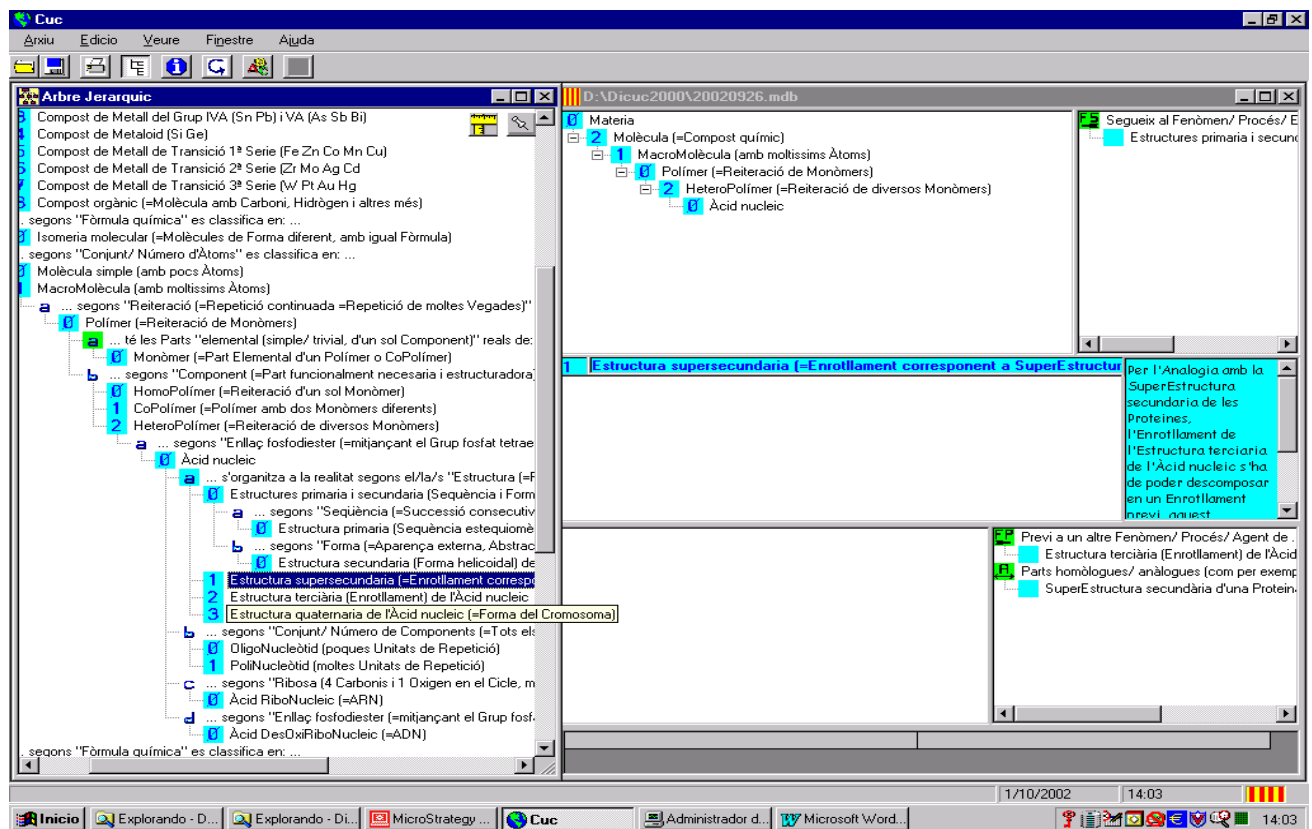 Cuc
Arxiu Edicio Veure Finestre Ajuda
Arbre Jerarquic
3 Compost de Metall del Grup IVA (Sn Pb) i VA (As Sb Bi)
4 Compost de Metaloid (Si Ge)
5 Compost de Metall de Transició 1ª Serie (Fe Zn Co Mn Cu)
6 Compost de Metall de Transició 2ª Serie (Zr Mo Ag Cd
7 Compost de Metall de Transició 3ª Serie (W Pt Au Hg
8 Compost orgànic (=Molècula amb Carboni, Hidrògen i altres més)
. segons "Fòrmula química" es classifica en: ...
0 Isomeria molecular (=Molècules de Forma diferent, amb igual Fòrmula)
. segons "Conjunt/ Número d'Àtoms" es classifica en: ...
0 Molècula simple (amb pocs Àtoms)
1 MacroMolècula (amb moltissims Àtoms)
a ... segons "Reiteració (=Repetició continuada =Repetició de moltes Vegades)"
0 Polímer (=Reiteració de Monòmers)
a ... té les Parts "elemental (simple/ trivial, d'un sol Component)" reals de:
0 Monòmer (=Part Elemental d'un Polímer o CoPolímer)
b ... segons "Component (=Part funcionalment necesaria i estructuradora)
0 HomoPolímer (=Reiteració d'un sol Monòmer)
1 CoPolímer (=Polímer amb dos Monòmers diferents)
2 HeteroPolímer (=Reiteració de diversos Monòmers)
a ... segons "Enllaç fosfodiester (=mitjançant el Grup fosfat tetrae
0 Àcid nucleic
a ... s'organitza a la realitat segons el/la/s "Estructura (=F
0 Estructures primaria i secundaria (Sequència i Form
a ... segons "Seqüència (=Successió consecutiv
0 Estructura primaria (Sequència estequiomè
b ... segons "Forma (=Aparença externa, Abstrac
0 Estructura secundaria (Forma helicoidal) de
1 Estructura supersecundaria (=Enrotllament correspo
2 Estructura terciària (Enrotllament) de l'Àcid nucleic
3 Estructura quaternaria de l'Àcid nucleic (=Forma del Cromosoma)
b ... segons "Conjunt/ Número de Components (=Tots els
0 OligoNucleòtid (poques Unitats de Repetició)
1 PoliNucleòtid (moltes Unitats de Repetició)
c ... segons "Ribosa (4 Carbonis i 1 Oxigen en el Cicle, m
0 Àcid RiboNucleic (=ARN)
d ... segons "Enllaç fosfodiester (=mitjançant el Grup fosf
0 Àcid DesOxiRiboNucleic (=ADN)
. segons "Fòrmula química" es classifica en: ...
D:\Dicuc2000\20020926.mdb
0 Materia
2 Molècula (=Compost químic)
1 MacroMolècula (amb moltissims Àtoms)
0 Polímer (=Reiteració de Monòmers)
2 HeteroPolímer (=Reiteració de diversos Monòmers)
0 Àcid nucleic
FS Segueix al Fenòmen/ Procés/ E
Estructures primaria i secund
1 Estructura supersecundaria (=Enrotllament corresponent a SuperEstructur
Per l'Analogia amb la
SuperEstructura
secundaria de les
Proteines,
l'Enrotllament de
l'Estructura terciaria
de l'Àcid nucleic s'ha
de poder descomposar
en un Enrotllament
previ, aquest
FP Previ a un altre Fenòmen/ Procés/ Agent de .
Estructura terciària (Enrotllament) de l'Àcid
A Parts homòlogues/ anàlogues (com per exemp
SuperEstructura secundària d'una Protein
1/10/2002 14:03
Inicio Explorando - D... Explorando - Di... MicroStrategy ... Cuc Administrador d... Microsoft Word... 14:03